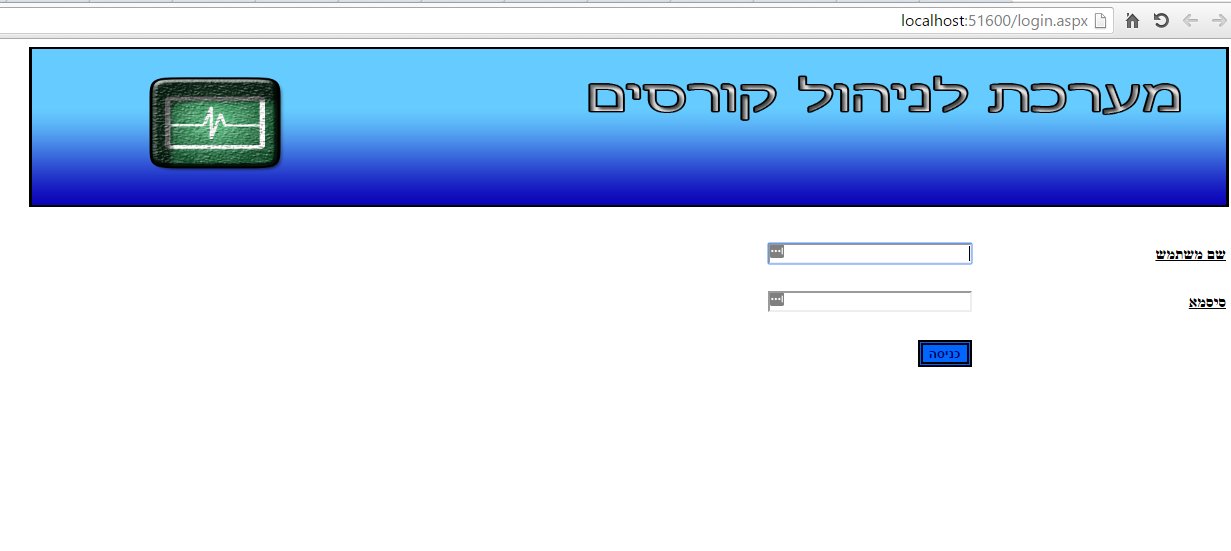 localhost:51600/login.aspx
מערכת לניהול קורסים
שם משתמש
סיסמא
כניסה